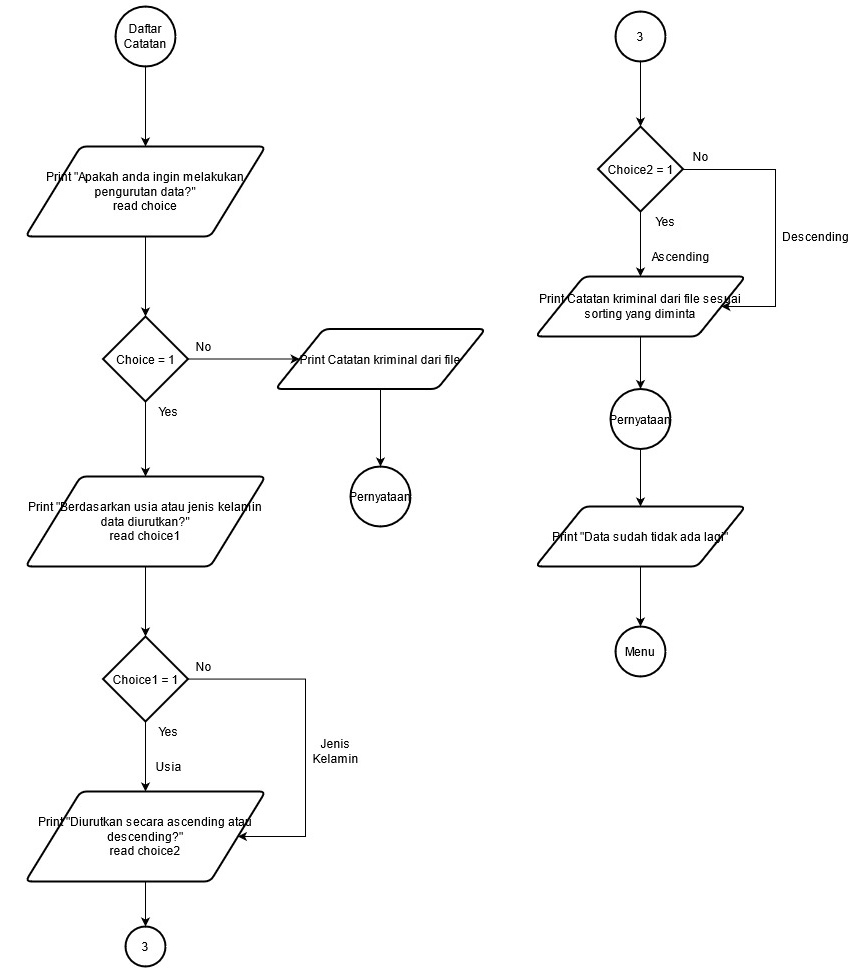 Daftar
Catatan
Print "Apakah anda ingin melakukan
pengurutan data?"
read choice
Choice = 1
No
Print Catatan kriminal dari file
Pernyataan
Yes
Print "Berdasarkan usia atau jenis kelamin
data diurutkan?"
read choice1
Choice1 = 1
No
Jenis
Kelamin
Yes
Usia
Print "Diurutkan secara ascending atau
descending?"
read choice2
3
3
Choice2 = 1
No
Descending
Yes
Ascending
Print Catatan kriminal dari file sesuai
sorting yang diminta
Pernyataan
Print "Data sudah tidak ada lagi"
Menu